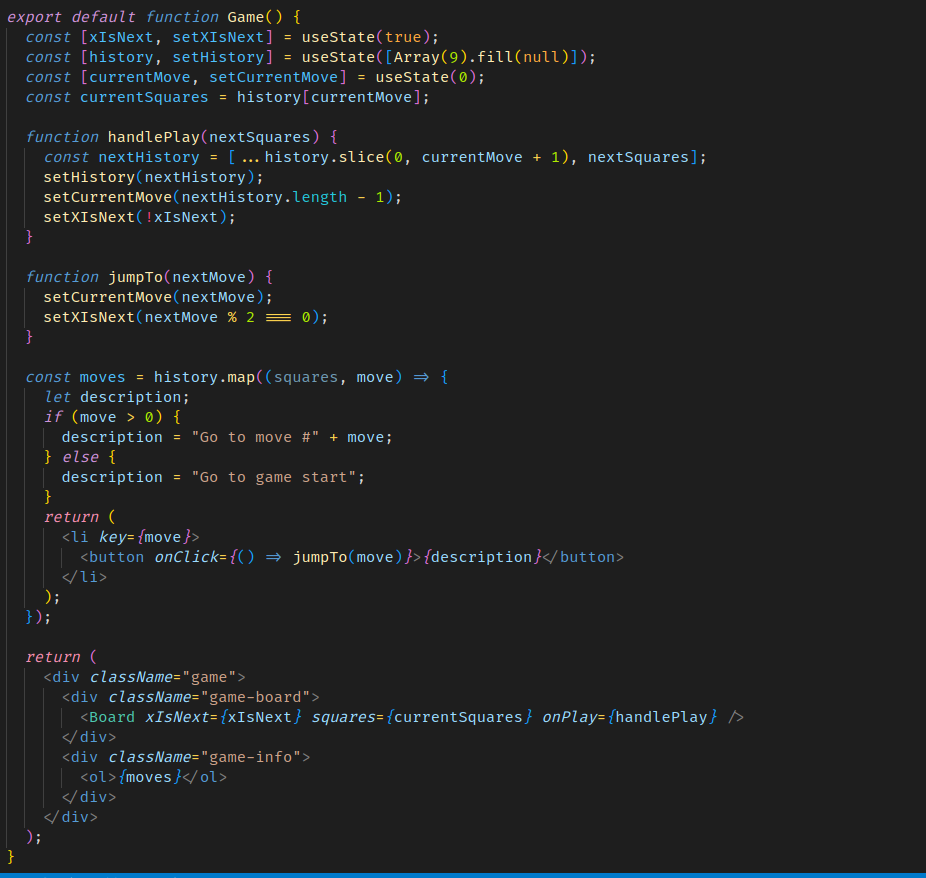 export default function Game() {
  const [xIsNext, setXIsNext] = useState(true);
  const [history, setHistory] = useState([Array(9).fill(null)]);
  const [currentMove, setCurrentMove] = useState(0);
  const currentSquares = history[currentMove];

  function handlePlay(nextSquares) {
    const nextHistory = [...history.slice(0, currentMove + 1), nextSquares];
    setHistory(nextHistory);
    setCurrentMove(nextHistory.length - 1);
    setXIsNext(!xIsNext);
  }

  function jumpTo(nextMove) {
    setCurrentMove(nextMove);
    setXIsNext(nextMove % 2 === 0);
  }

  const moves = history.map((squares, move) => {
    let description;
    if (move > 0) {
      description = "Go to move #" + move;
    } else {
      description = "Go to game start";
    }
    return (
      <li key={move}>
        <button onClick={() => jumpTo(move)}>{description}</button>
      </li>
    );
  });

  return (
    <div className="game">
      <div className="game-board">
        <Board xIsNext={xIsNext} squares={currentSquares} onPlay={handlePlay} />
      </div>
      <div className="game-info">
        <ol>{moves}</ol>
      </div>
    </div>
  );
}